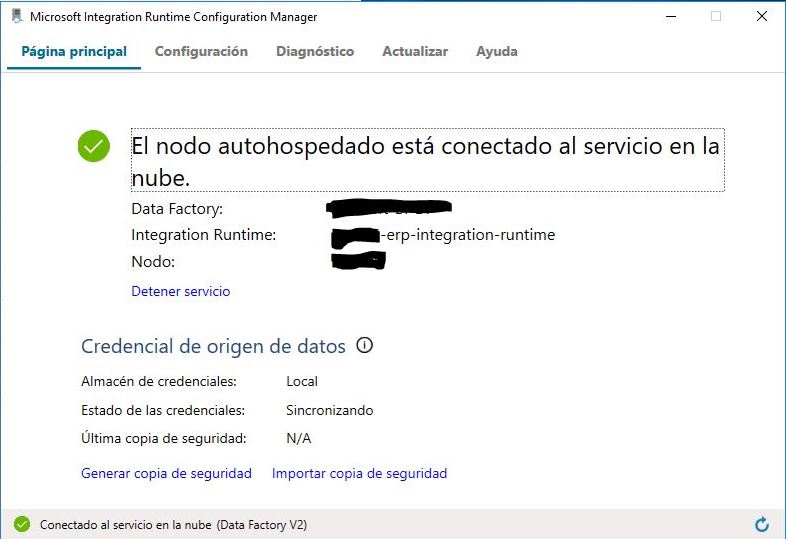 Microsoft Integration Runtime Configuration Manager
Página principal Configuración Diagnóstico Actualizar Ayuda
El nodo autohospedado está conectado al servicio en la
nube.
Data Factory:
Integration Runtime: -erp-integration-runtime
Nodo:
Detener servicio
Credencial de origen de datos
Almacén de credenciales: Local
Estado de las credenciales: Sincronizando
Última copia de seguridad: N/A
Generar copia de seguridad Importar copia de seguridad
Conectado al servicio en la nube (Data Factory V2)